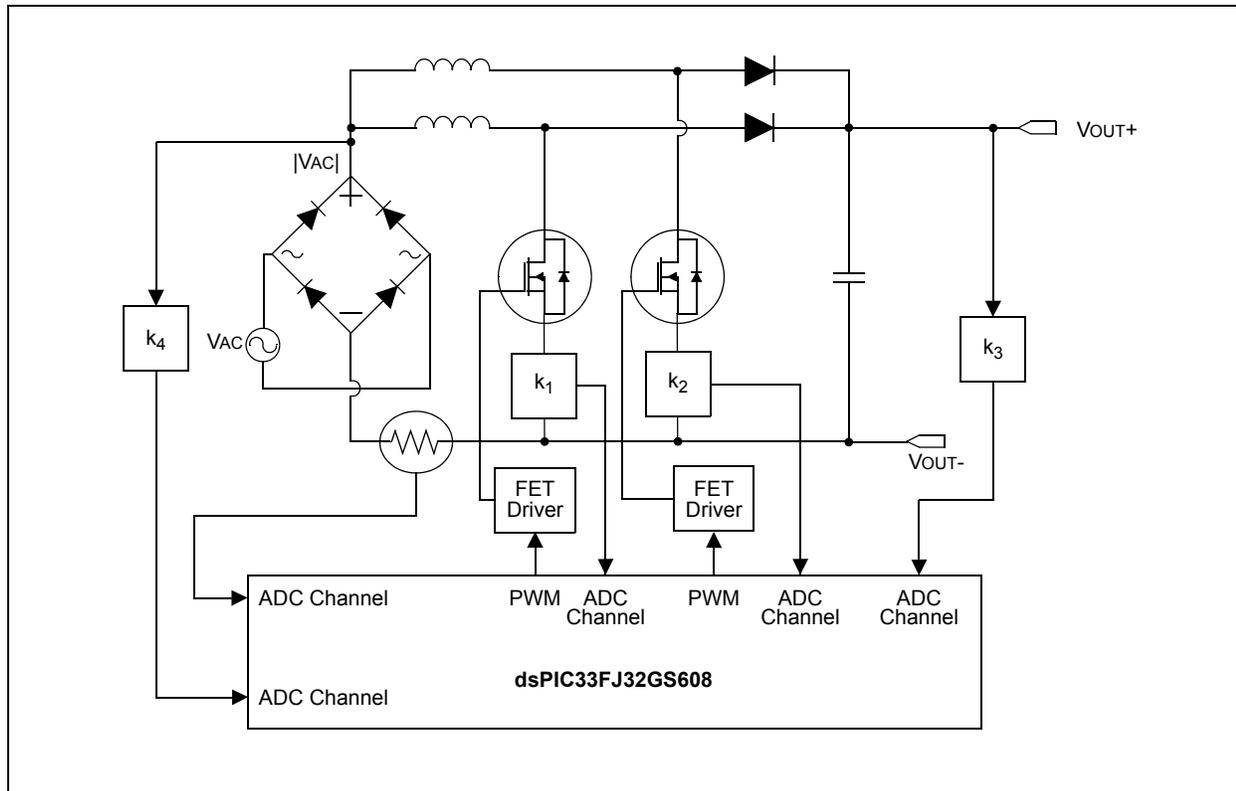 VOUT+
|VAC|
k4
VAC
k1
k2
k3
VOUT-
FET
Driver
FET
Driver
ADC Channel
PWM
ADC
Channel
PWM
ADC
Channel
ADC
Channel
dsPIC33FJ32GS608
ADC Channel